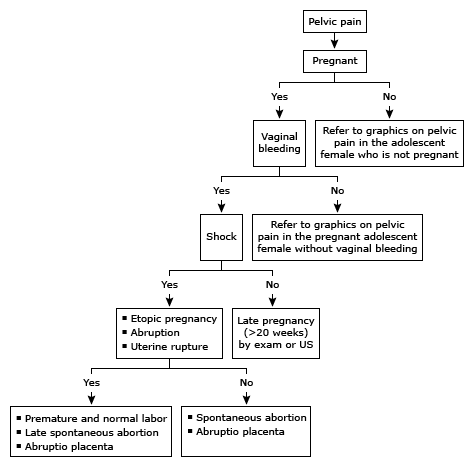 Pelvic pain
Pregnant
Yes
No
Vaginal
bleeding
Refer to graphics on pelvic
pain in the adolescent
female who is not pregnant
Yes
No
Shock
Refer to graphics on pelvic
pain in the pregnant adolescent
female without vaginal bleeding
Yes
No
▪ Etopic pregnancy
▪ Abruption
▪ Uterine rupture
Late pregnancy
(>20 weeks)
by exam or US
Yes
No
▪ Premature and normal labor
▪ Late spontaneous abortion
▪ Abruptio placenta
▪ Spontaneous abortion
▪ Abruptio placenta